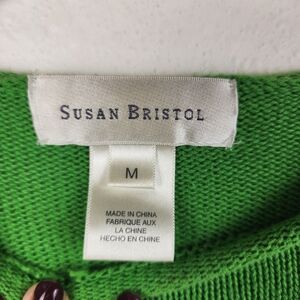 SUSAN BRISTOL
M
MADE IN CHINA
FABRIQUE AUX
LA CHINE
HECHO EN CHINE